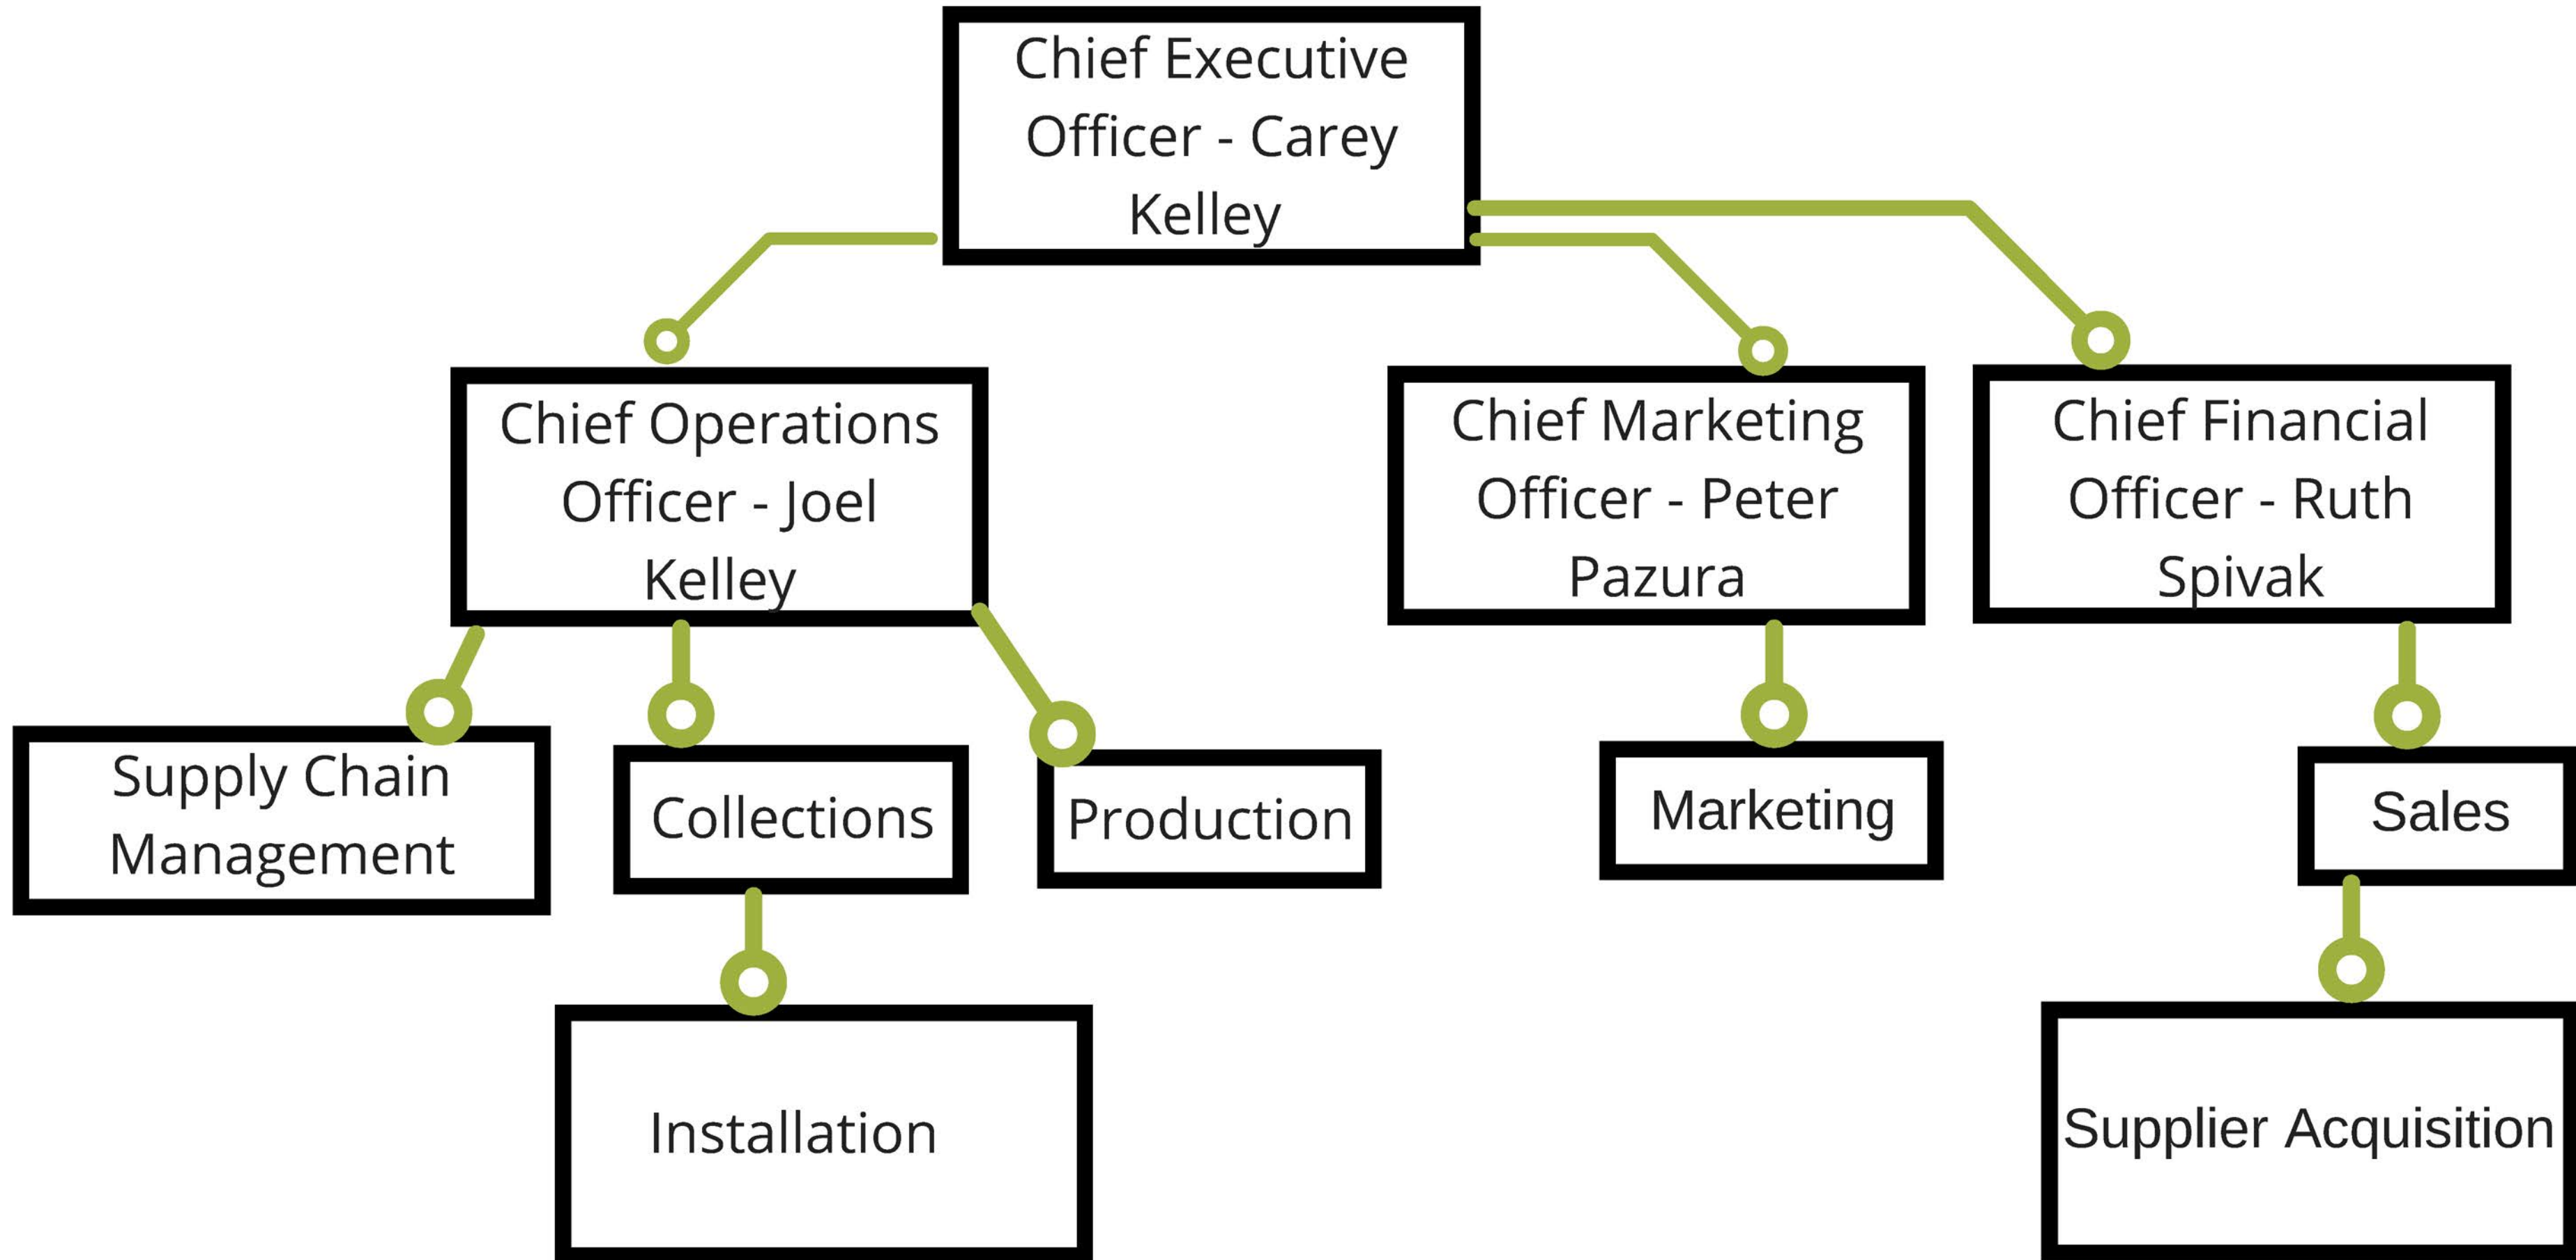 Chief Executive
Officer - Carey
Kelley
Chief Operations
Officer - Joel
Kelley
Chief Marketing
Officer - Peter
Pazura
Chief Financial
Officer - Ruth
Spivak
Supply Chain
Management
Collections
Production
Marketing
Sales
Installation
Supplier Acquisition